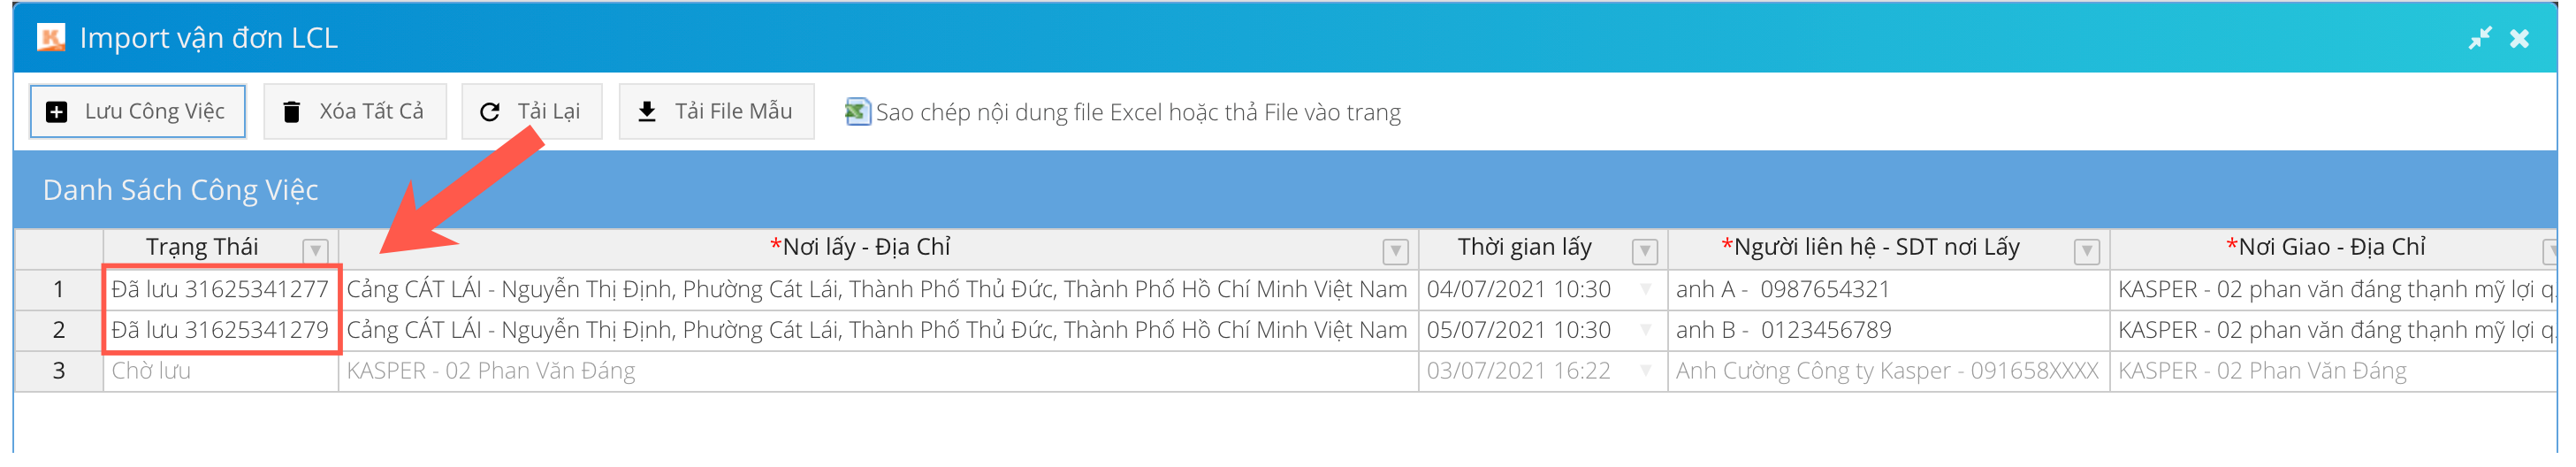 Import vận đơn LCL
Lưu Công Việc Xóa Tất Cả Tải Lại Tải File Mẫu Sao chép nội dung file Excel hoặc thả File vào trang
Danh Sách Công Việc
Trạng Thái *Nơi lấy - Địa Chỉ Thời gian lấy *Người liên hệ - SDT nơi Lấy *Nơi Giao - Địa Chỉ
1 Đã lưu 31625341277 Cảng CÁT LÁI - Nguyễn Thị Định, Phường Cát Lái, Thành Phố Thủ Đức, Thành Phố Hồ Chí Minh Việt Nam 04/07/2021 10:30 anh A - 0987654321 KASPER - 02 phan văn đáng thạnh mỹ lợi q.
2 Đã lưu 31625341279 Cảng CÁT LÁI - Nguyễn Thị Định, Phường Cát Lái, Thành Phố Thủ Đức, Thành Phố Hồ Chí Minh Việt Nam 05/07/2021 10:30 anh B - 0123456789 KASPER - 02 phan văn đáng thạnh mỹ lợi q.
3 Chờ lưu KASPER - 02 Phan Văn Đáng 03/07/2021 16:22 Anh Cường Công ty Kasper - 091658XXXX KASPER - 02 Phan Văn Đáng